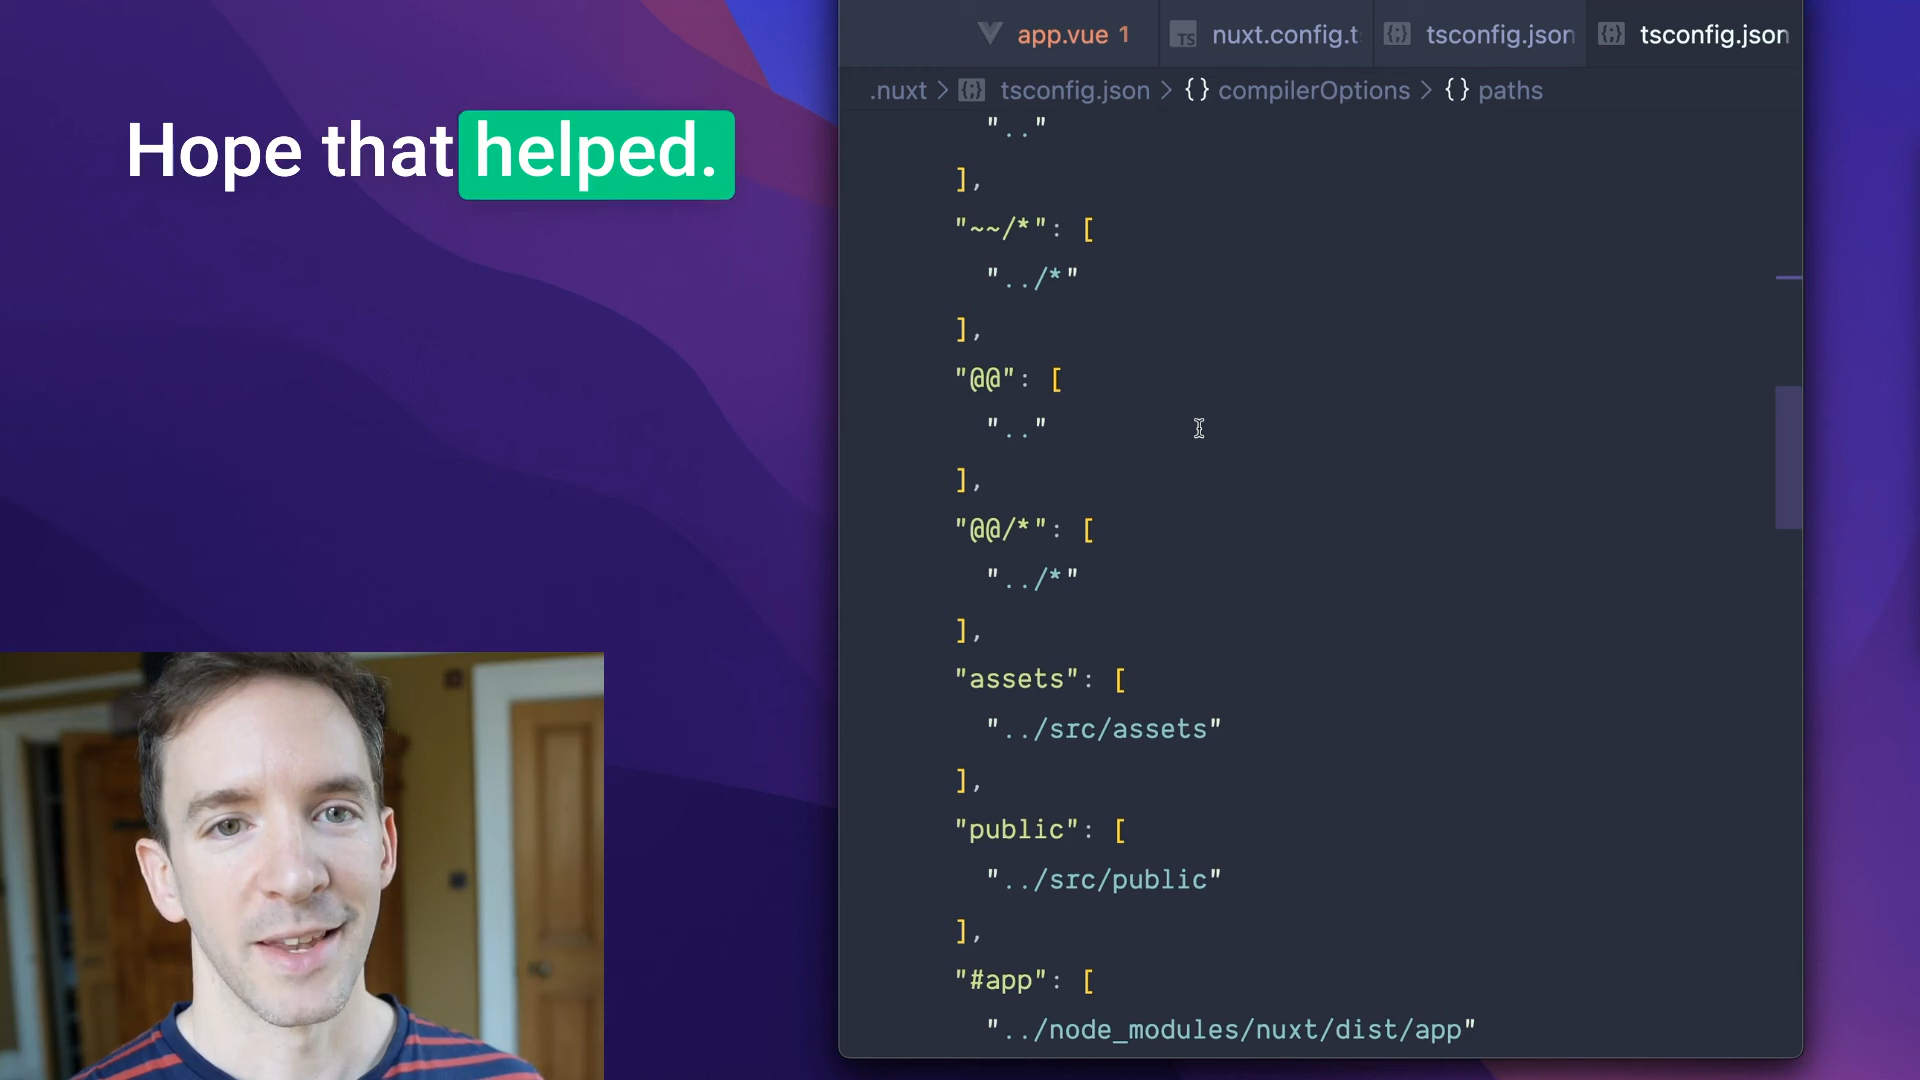 Hope that helped.
app.vue 1
TS nuxt.config.t
{;} tsconfig.json
{;} tsconfig.json
.nuxt > {;} tsconfig.json > {} compilerOptions > {} paths
".."
],
"~~/*": [
"../*"
],
"@@": [
".."
],
"@@/*": [
"../*"
],
"assets": [
"../src/assets"
],
"public": [
"../src/public"
],
"#app": [
"../node_modules/nuxt/dist/app"